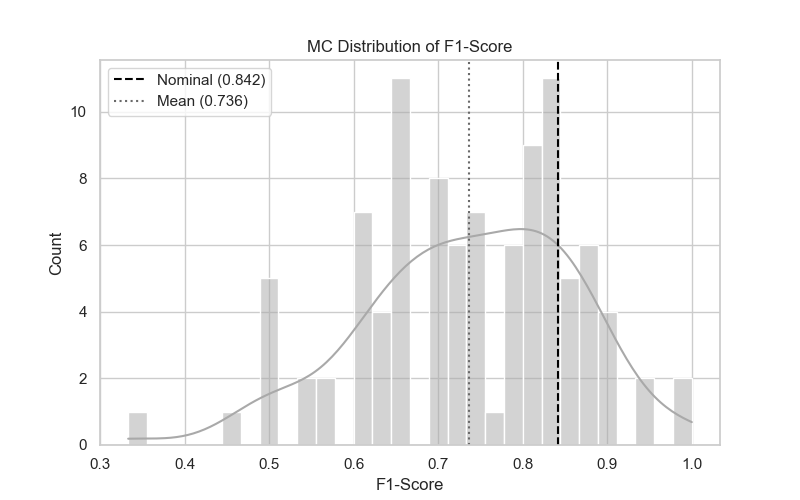 MC Distribution of F1-Score
Nominal (0.842)
Mean (0.736)
Count
10
8
6
4
2
0
0.3 0.4 0.5 0.6 0.7 0.8 0.9 1.0
F1-Score